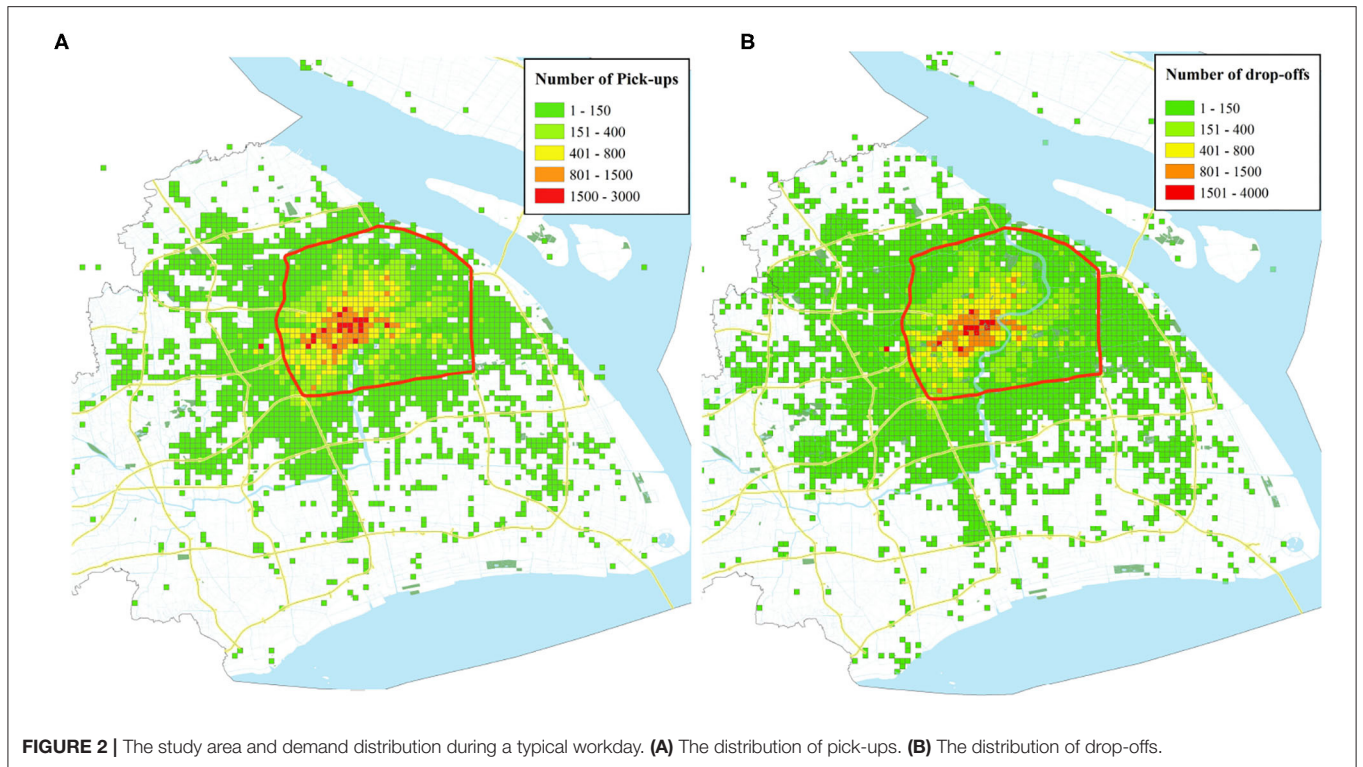 A
Number of Pick-ups
1 - 150
151 - 400
401 - 800
801 - 1500
1500 - 3000
B
Number of drop-offs
1 - 150
151 - 400
401 - 800
801 - 1500
1501 - 4000
FIGURE 2 | The study area and demand distribution during a typical workday. (A) The distribution of pick-ups. (B) The distribution of drop-offs.